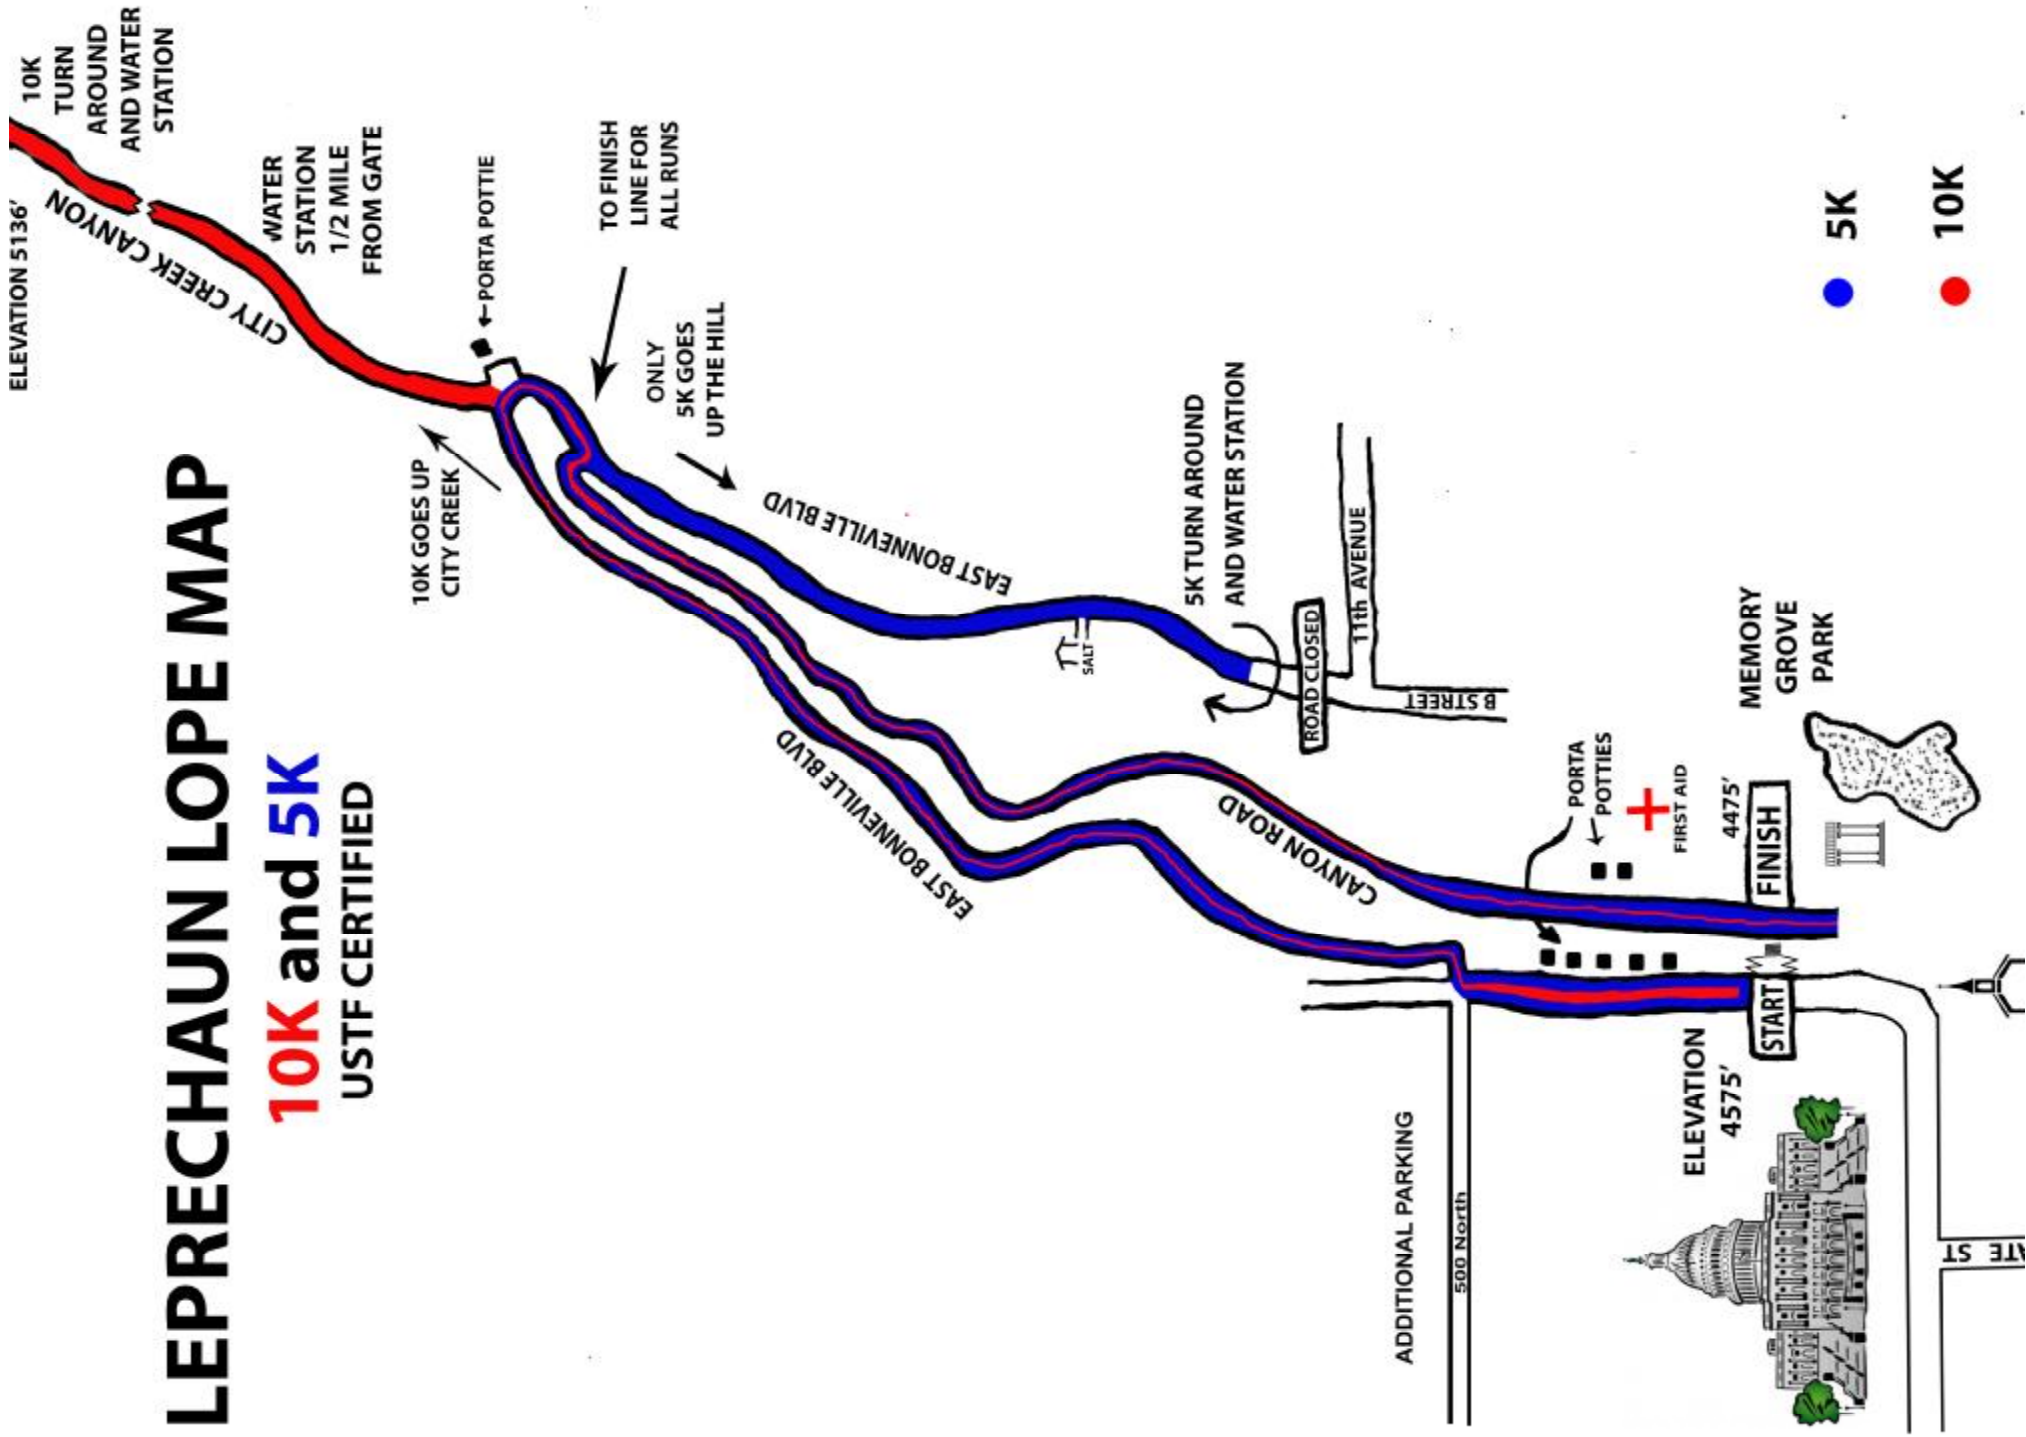 LEPRECHAUN LOPE MAP
10K and 5K
USTF CERTIFIED
ELEVATION 5136'
10K
TURN
AROUND
AND WATER
STATION
CITY CREEK CANYON
WATER
STATION
1/2 MILE
FROM GATE
PORTA POTTIE
TO FINISH
LINE FOR
ALL RUNS
10K GOES UP
CITY CREEK
ONLY
5K GOES
UP THE HILL
EAST BONNEVILLE BLVD
EAST BONNEVILLE BLVD
SALT
5K TURN AROUND
AND WATER STATION
ROAD CLOSED
11th AVENUE
B STREET
CANYON ROAD
ADDITIONAL PARKING
500 North
PORTA
POTTIES
FIRST AID
ELEVATION
4575'
START
4475'
FINISH
MEMORY
GROVE
PARK
5K
10K
ATE ST